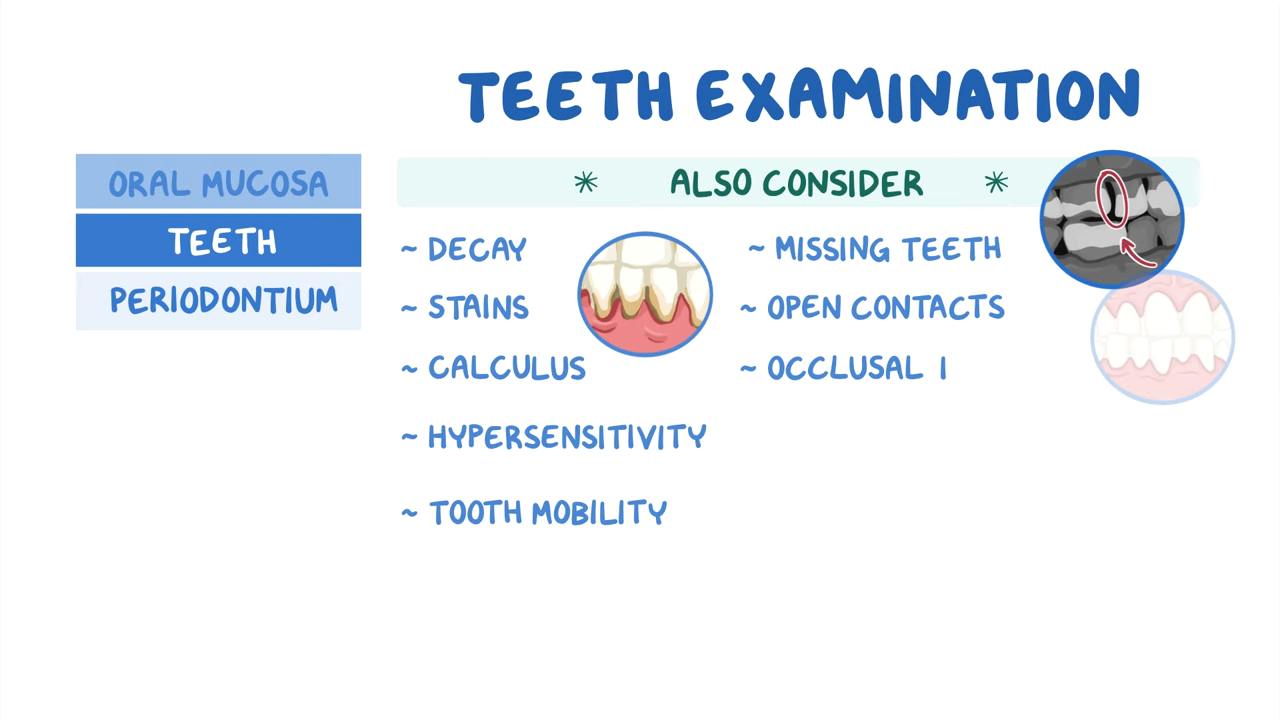 TEETH EXAMINATION
ORAL MUCOSA
TEETH
PERIODONTIUM
* ALSO CONSIDER *
~ DECAY
~ STAINS
~ CALCULUS
~ HYPERSENSITIVITY
~ TOOTH MOBILITY
~ MISSING TEETH
~ OPEN CONTACTS
~ OCCLUSAL I